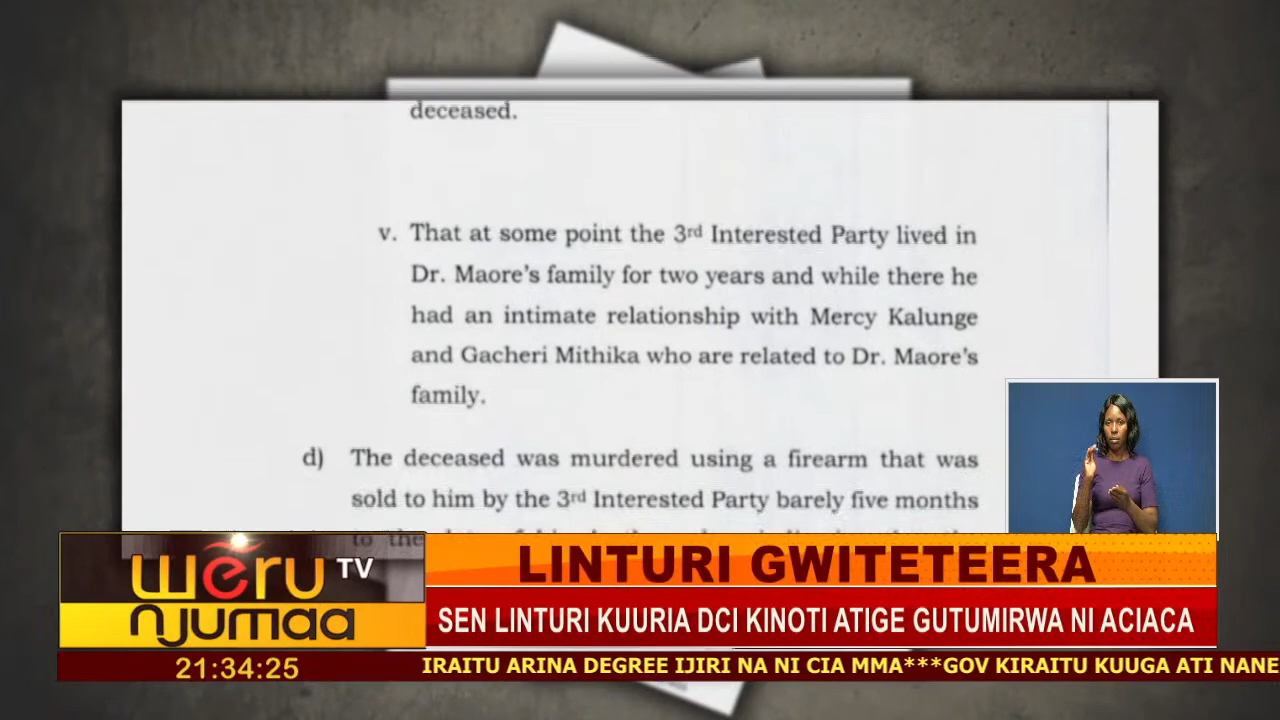 deceased.
v. That at some point the 3rd Interested Party lived in
Dr. Maore's family for two years and while there he
had an intimate relationship with Mercy Kalunge
and Gacheri Mithika who are related to Dr. Maore's
family.
d) The deceased was murdered using a firearm that was
sold to him by the 3rd Interested Party barely five months
to the
weru TV
njumaa
LINTURI GWITETEERA
SEN LINTURI KUURIA DCI KINOTI ATIGE GUTUMIRWA NI ACIACA
21:34:25
IRAITU ARINA DEGREE IJIRI NA NI CIA MMA***GOV KIRAITU KUUGA ATI NANE